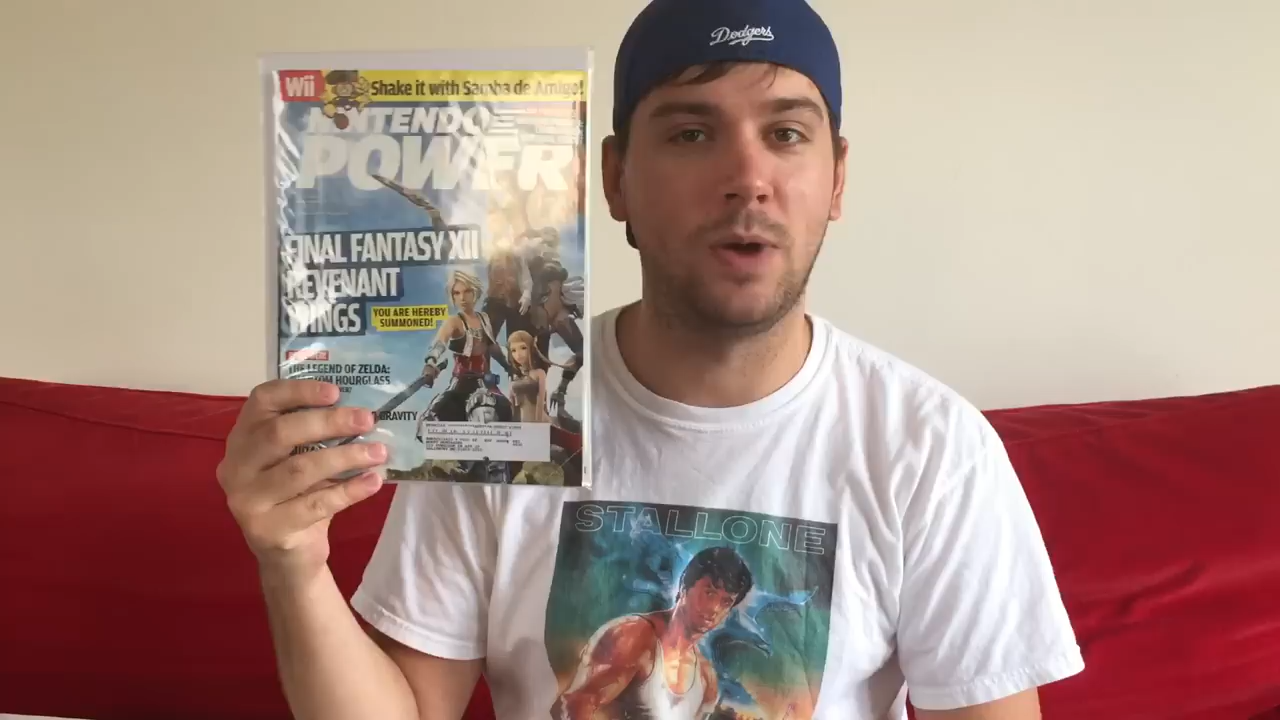 Dodgers
Wii
Shake it with Samba de Amigo!
NINTENDO
POWER
FINAL FANTASY XII
REVENANT
WINGS
YOU ARE HEREBY
SUMMONED!
THE LEGEND OF ZELDA:
HOURGLASS
GRAVITY
STALLONE